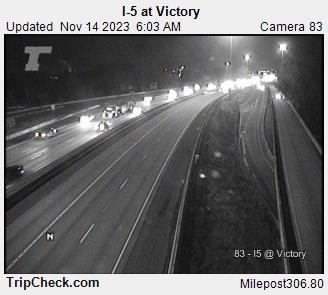 I-5 at Victory
Updated Nov 14 2023 6:03 AM Camera 83
T
N
83 - I5 @ Victory
TripCheck.com Milepost306.80